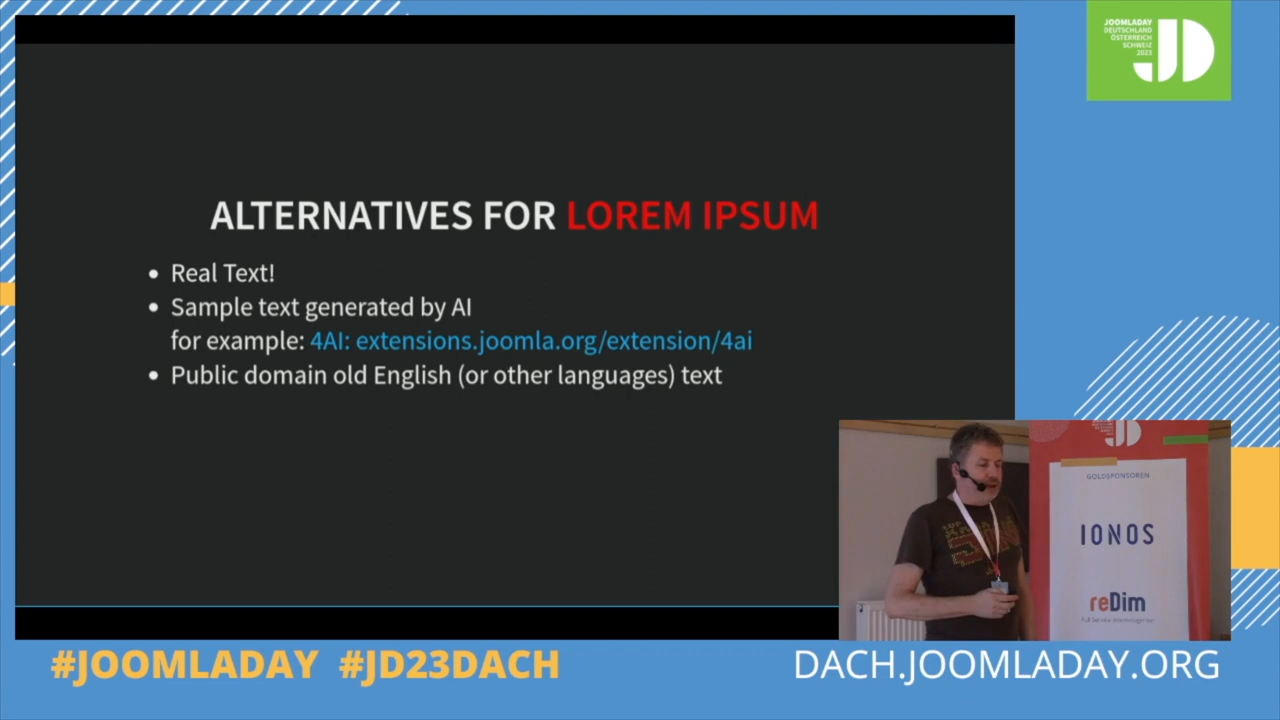 JOOMLADAY
DEUTSCHLAND
ÖSTERREICH
SCHWEIZ
2023
JD
ALTERNATIVES FOR LOREM IPSUM
Real Text!
Sample text generated by AI
for example: 4AI: extensions.joomla.org/extension/4ai
Public domain old English (or other languages) text
JD
GOLDSPONSOREN
IONOS
reDim
#JOOMLADAY #JD23DACH
DACH.JOOMLADAY.ORG